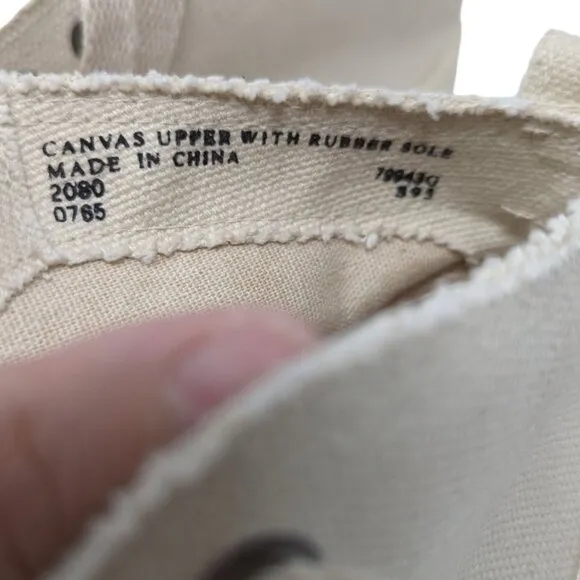 CANVAS UPPER WITH RUBBER SOLE
MADE IN CHINA
2080
0765